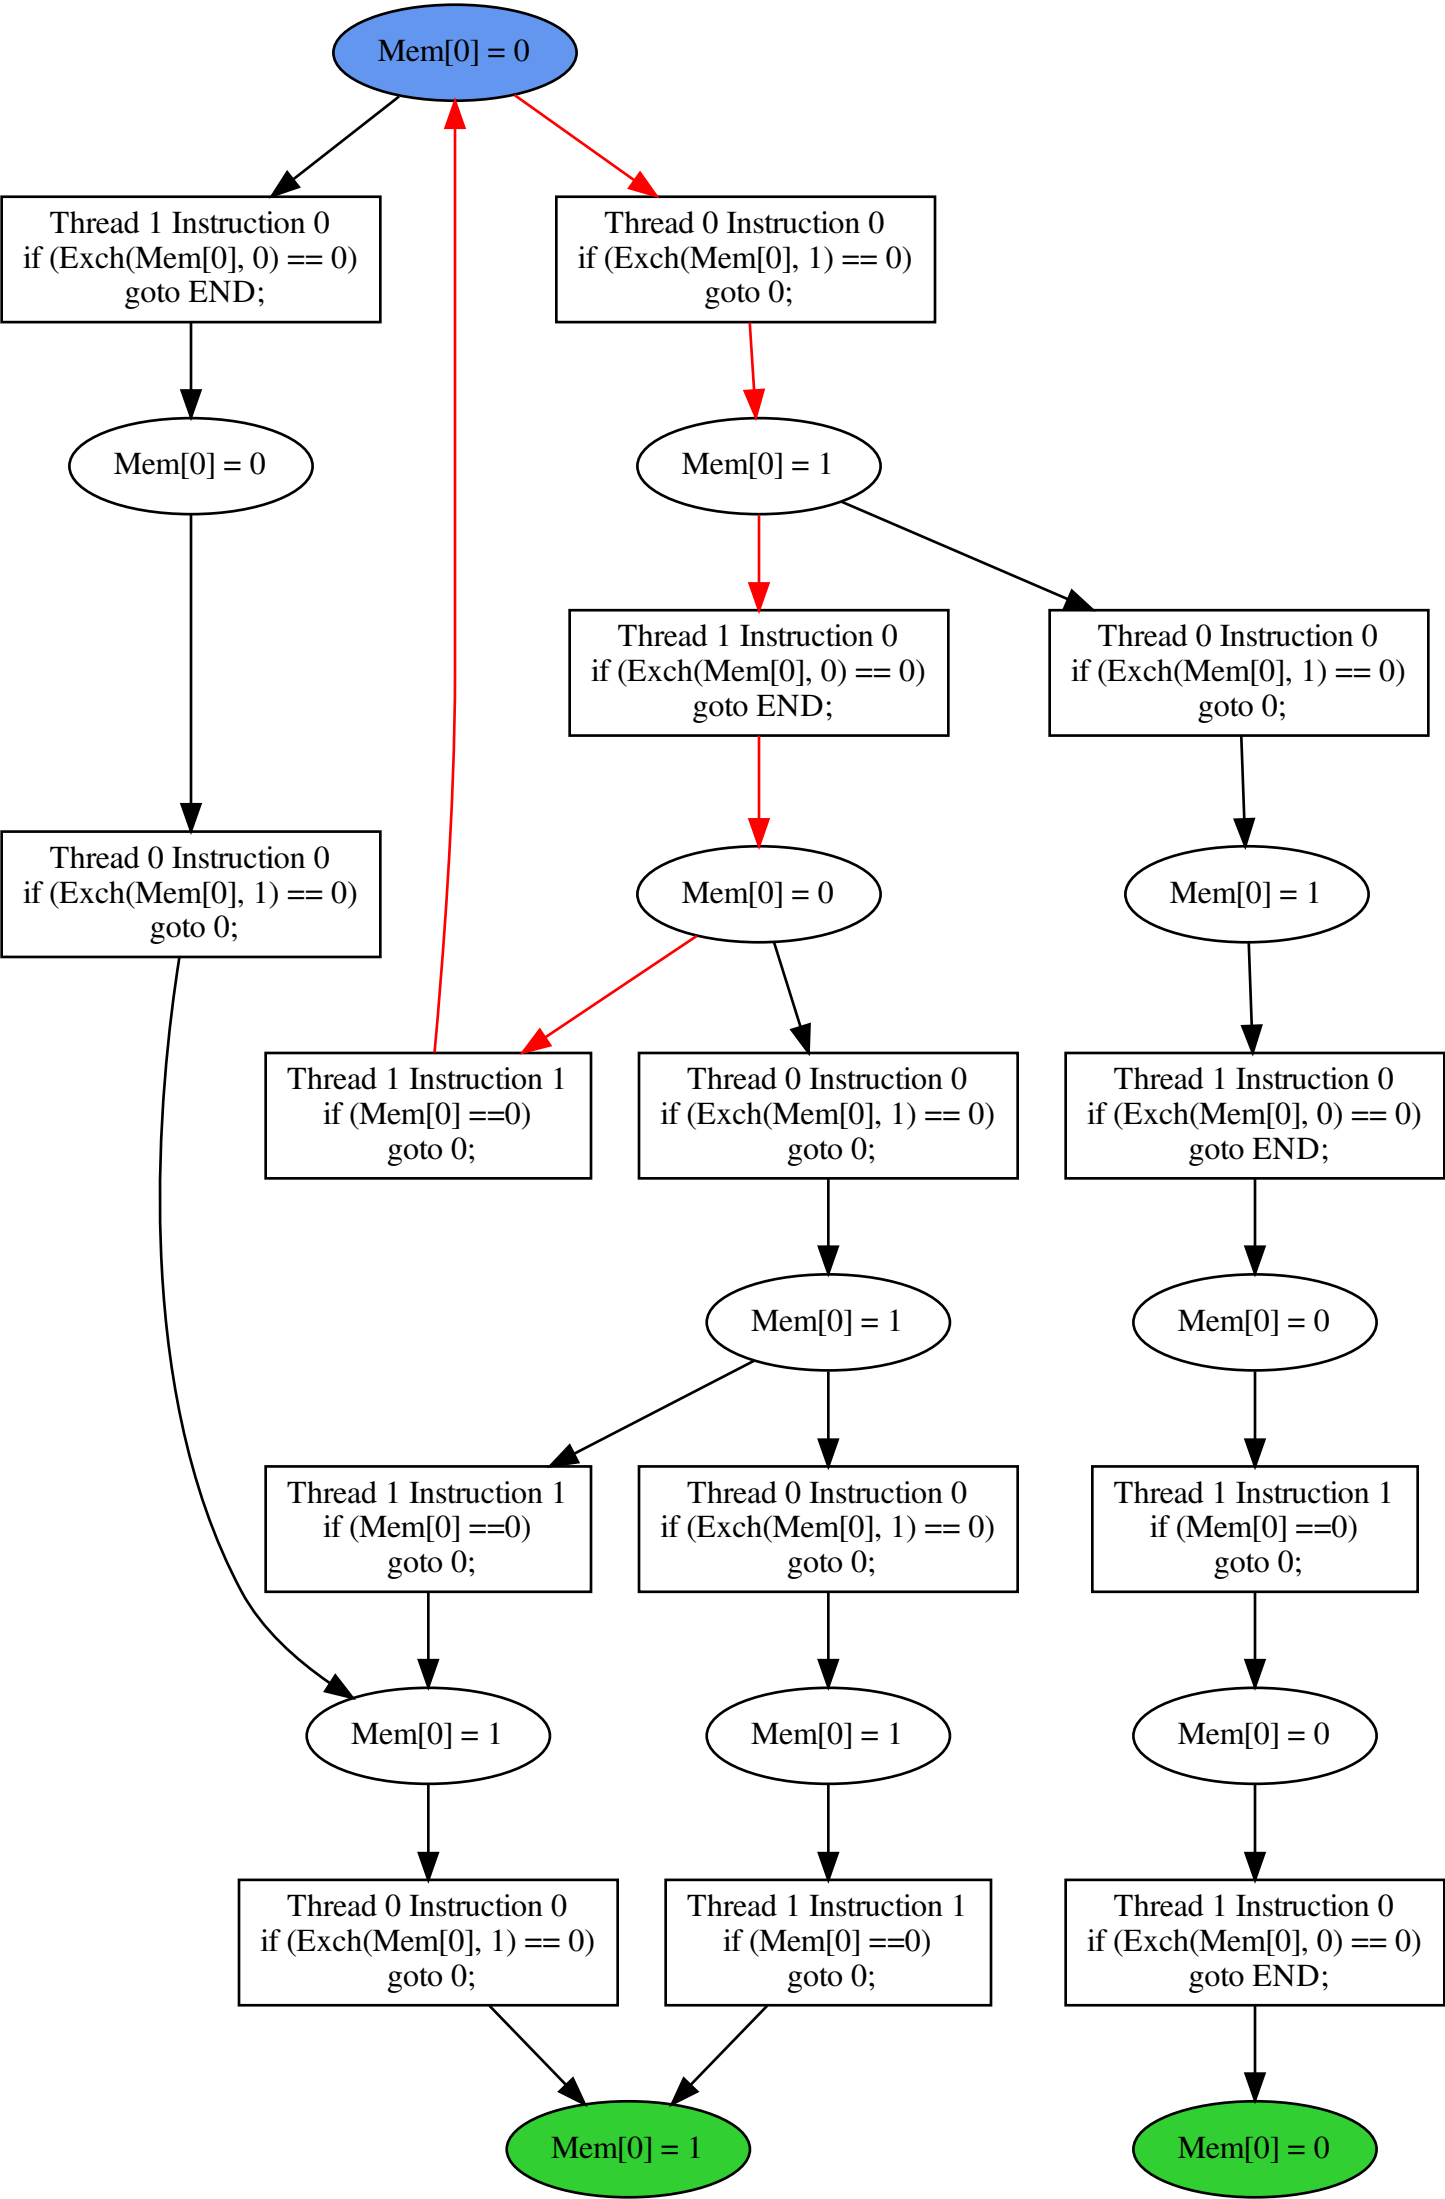 Mem[0] = 0
Thread 1 Instruction 0
if (Exch(Mem[0], 0) == 0)
goto END;
Thread 0 Instruction 0
if (Exch(Mem[0], 1) == 0)
goto 0;
Mem[0] = 0
Mem[0] = 1
Thread 1 Instruction 0
if (Exch(Mem[0], 0) == 0)
goto END;
Thread 0 Instruction 0
if (Exch(Mem[0], 1) == 0)
goto 0;
Thread 0 Instruction 0
if (Exch(Mem[0], 1) == 0)
goto 0;
Mem[0] = 0
Mem[0] = 1
Thread 1 Instruction 1
if (Mem[0] ==0)
goto 0;
Thread 0 Instruction 0
if (Exch(Mem[0], 1) == 0)
goto 0;
Thread 1 Instruction 0
if (Exch(Mem[0], 0) == 0)
goto END;
Mem[0] = 1
Mem[0] = 0
Thread 1 Instruction 1
if (Mem[0] ==0)
goto 0;
Thread 0 Instruction 0
if (Exch(Mem[0], 1) == 0)
goto 0;
Thread 1 Instruction 1
if (Mem[0] ==0)
goto 0;
Mem[0] = 1
Mem[0] = 1
Mem[0] = 0
Thread 0 Instruction 0
if (Exch(Mem[0], 1) == 0)
goto 0;
Thread 1 Instruction 1
if (Mem[0] ==0)
goto 0;
Thread 1 Instruction 0
if (Exch(Mem[0], 0) == 0)
goto END;
Mem[0] = 1
Mem[0] = 0